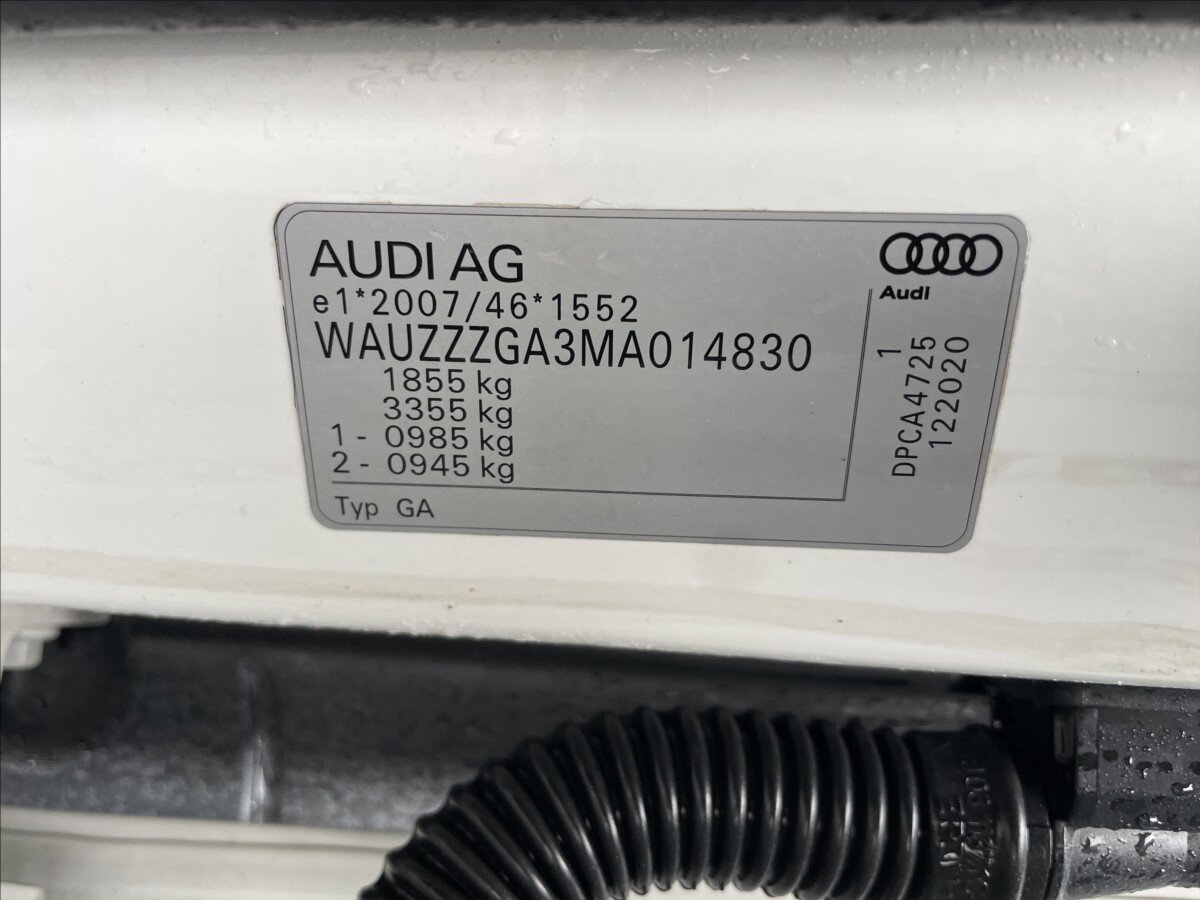 AUDI AG
e1*2007/46*1552
WAUZZZGA3MA014830
1855 kg
3355 kg
1- 0985 kg
2- 0945 kg
Typ GA
Audi
1
DPCA4725
122020